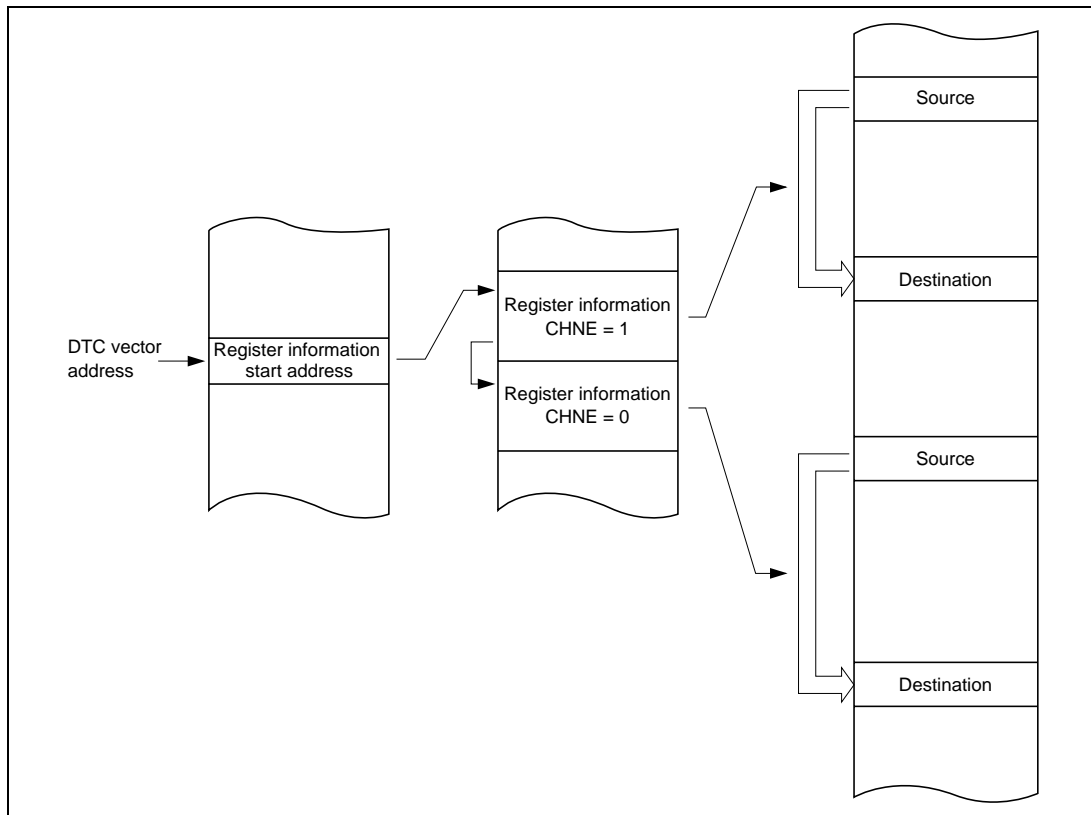 DTC vector
address
Register information
start address
Register information
CHNE = 1
Register information
CHNE = 0
Source
Destination
Source
Destination